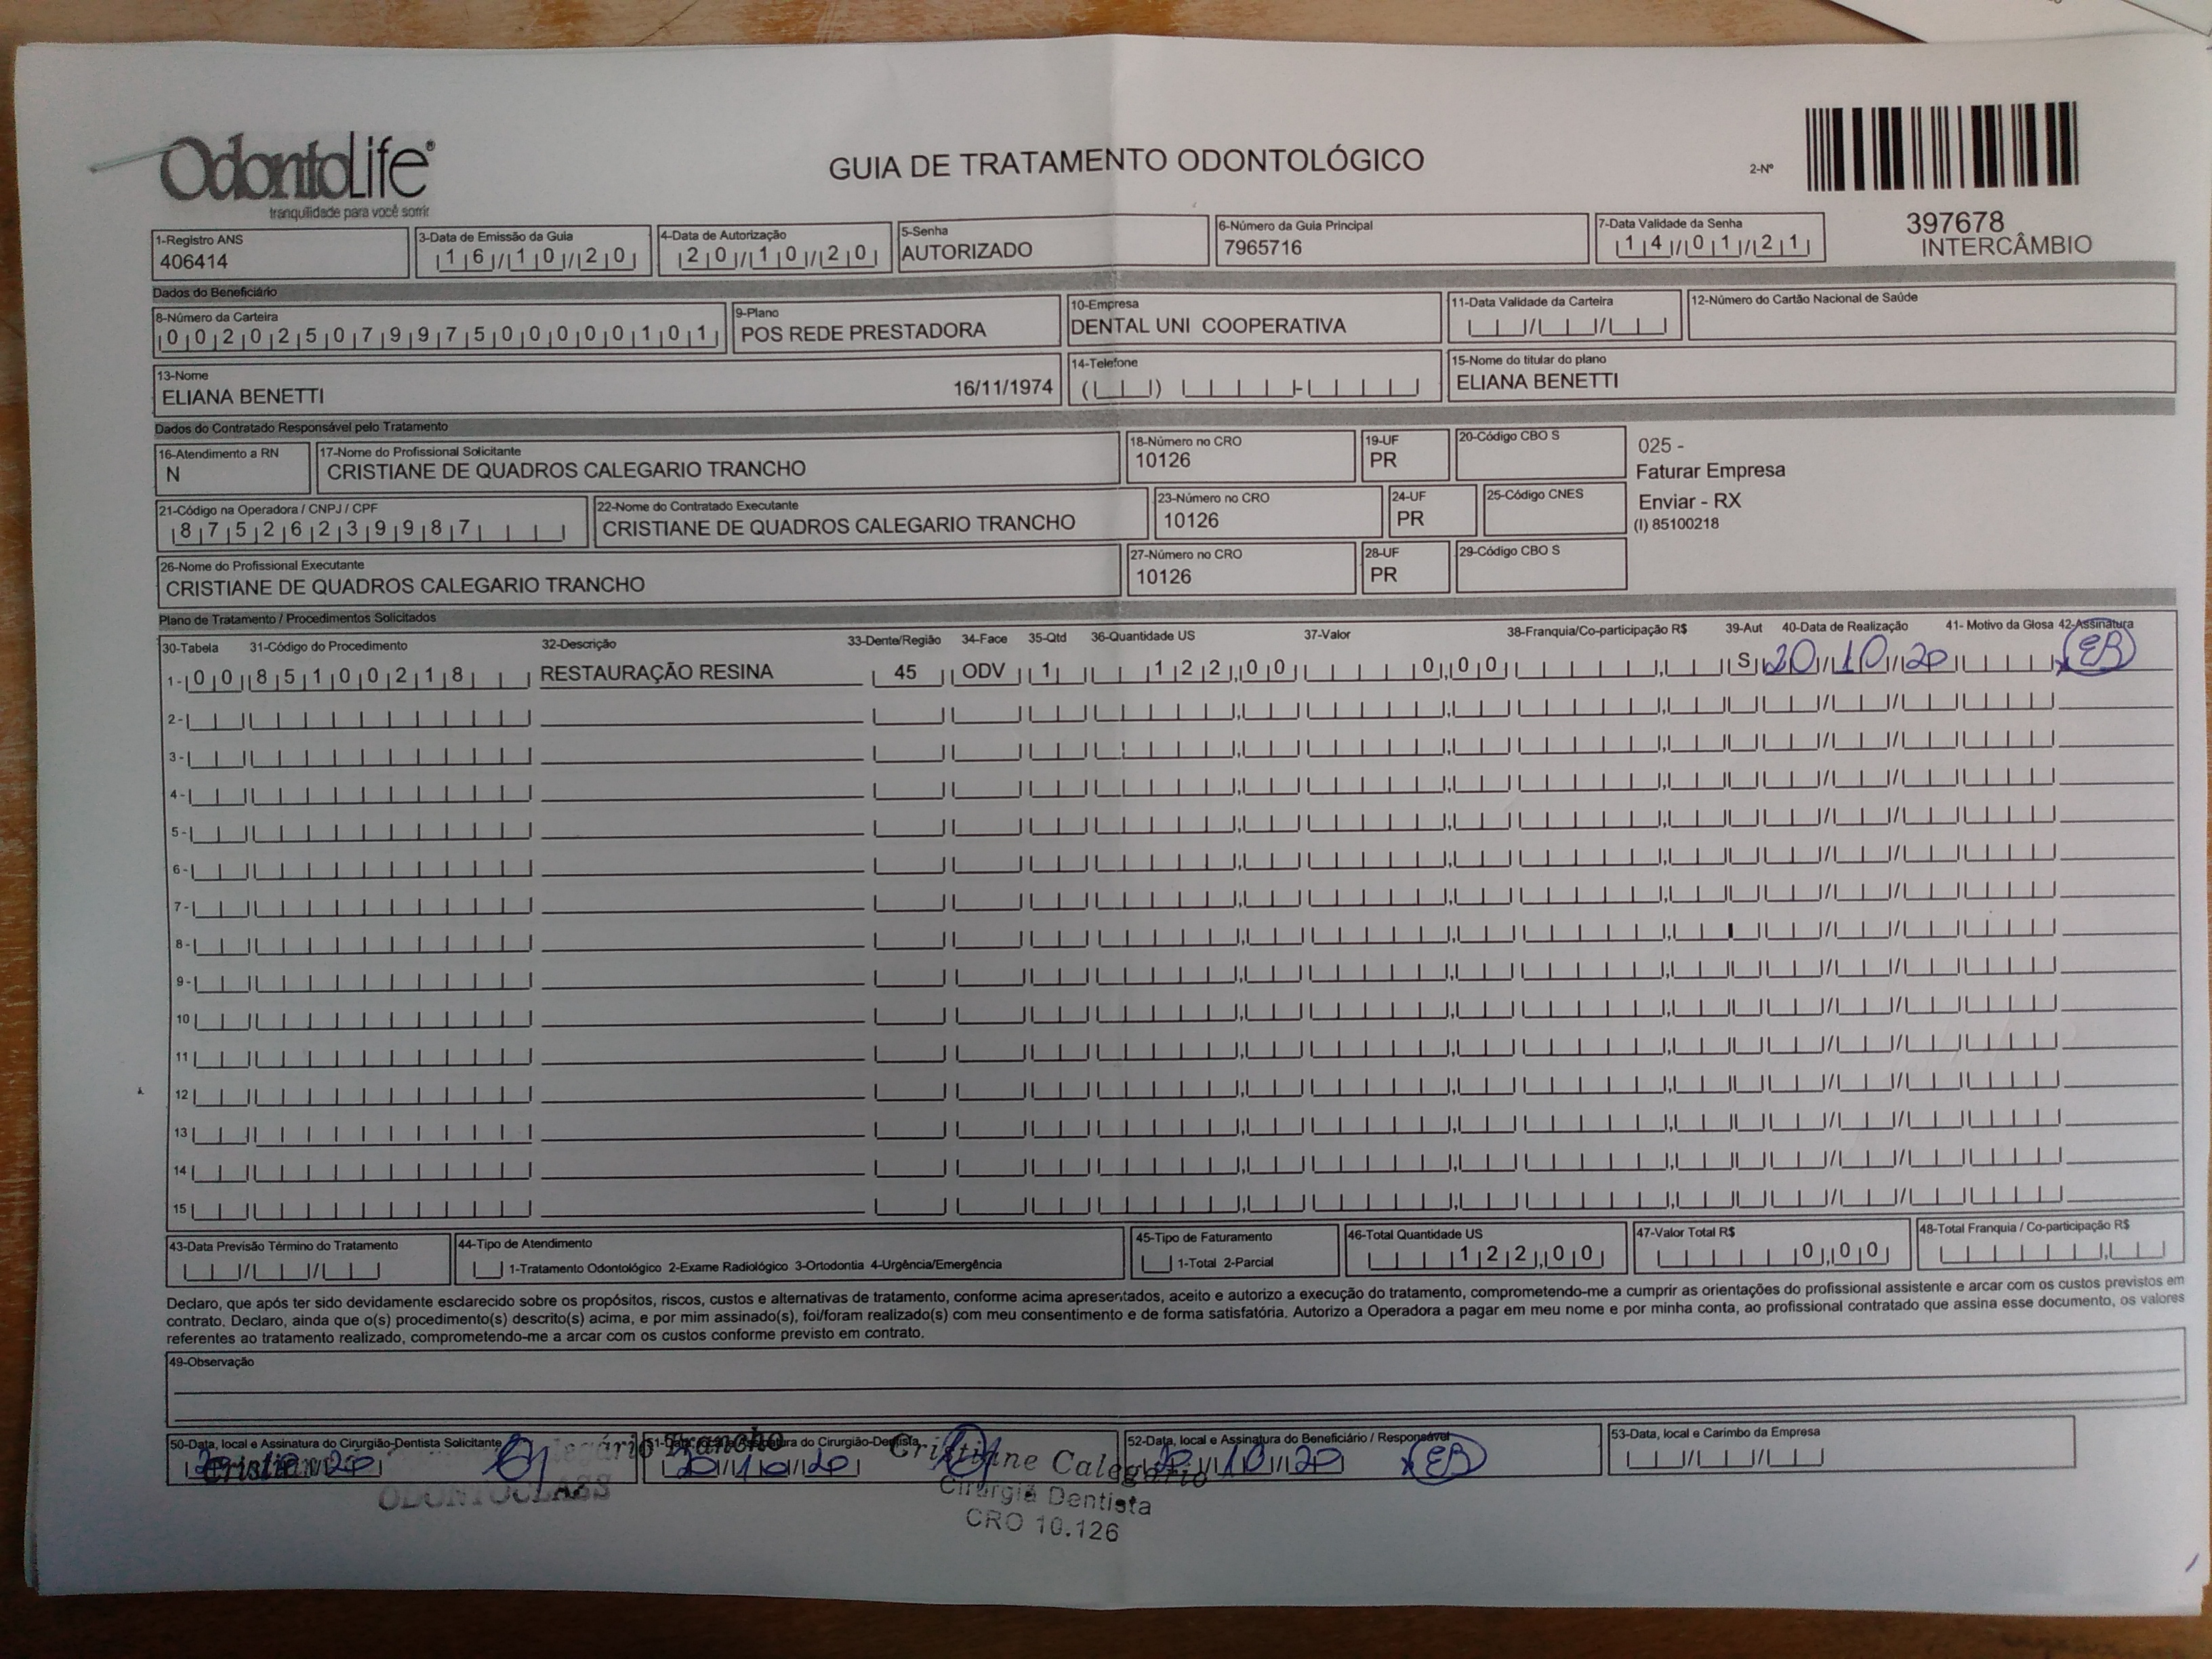 OdontoLife®
tranquilidade para você sorrir
GUIA DE TRATAMENTO ODONTOLÓGICO
2-Nº
397678
INTERCÂMBIO
1-Registro ANS
406414
3-Data de Emissão da Guia
16/10/20
4-Data de Autorização
20/10/20
5-Senha
AUTORIZADO
6-Número da Guia Principal
7965716
7-Data Validade da Senha
14/01/21
Dados do Beneficiário
8-Número da Carteira
00202507997500000101
9-Plano
POS REDE PRESTADORA
10-Empresa
DENTAL UNI COOPERATIVA
11-Data Validade da Carteira
12-Número do Cartão Nacional de Saúde
13-Nome
ELIANA BENETTI 16/11/1974
14-Telefone
15-Nome do titular do plano
ELIANA BENETTI
Dados do Contratado Responsável pelo Tratamento
16-Atendimento a RN
N
17-Nome do Profissional Solicitante
CRISTIANE DE QUADROS CALEGARIO TRANCHO
18-Número no CRO
10126
19-UF
PR
20-Código CBO S
025 -
Faturar Empresa
Enviar - RX
(I) 85100218
21-Código na Operadora / CNPJ / CPF
87526239987
22-Nome do Contratado Executante
CRISTIANE DE QUADROS CALEGARIO TRANCHO
23-Número no CRO
10126
24-UF
PR
25-Código CNES
26-Nome do Profissional Executante
CRISTIANE DE QUADROS CALEGARIO TRANCHO
27-Número no CRO
10126
28-UF
PR
29-Código CBO S
Plano de Tratamento / Procedimentos Solicitados
30-Tabela 31-Código do Procedimento 32-Descrição 33-Dente/Região 34-Face 35-Qtd 36-Quantidade US 37-Valor 38-Franquia/Co-participação R$ 39-Aut 40-Data de Realização 41- Motivo da Glosa 42-Assinatura
1- 00 85100218 RESTAURAÇÃO RESINA 45 ODV 1 122,00 0,00 S 20/10/20 EB
2-
3-
4-
5-
6-
7-
8-
9-
10
11
12
13
14
15
43-Data Previsão Término do Tratamento
44-Tipo de Atendimento
1-Tratamento Odontológico 2-Exame Radiológico 3-Ortodontia 4-Urgência/Emergência
45-Tipo de Faturamento
1-Total 2-Parcial
46-Total Quantidade US
122,00
47-Valor Total R$
0,00
48-Total Franquia / Co-participação R$
Declaro, que após ter sido devidamente esclarecido sobre os propósitos, riscos, custos e alternativas de tratamento, conforme acima apresentados, aceito e autorizo a execução do tratamento, comprometendo-me a cumprir as orientações do profissional assistente e arcar com os custos previstos em
contrato. Declaro, ainda que o(s) procedimento(s) descrito(s) acima, e por mim assinado(s), foi/foram realizado(s) com meu consentimento e de forma satisfatória. Autorizo a Operadora a pagar em meu nome e por minha conta, ao profissional contratado que assina esse documento, os valores
referentes ao tratamento realizado, comprometendo-me a arcar com os custos conforme previsto em contrato.
49-Observação
50-Data, local e Assinatura do Cirurgião-Dentista Solicitante
20/10/20
ODONTOCLASS
Trancho
Assinatura do Cirurgião-Dentista
20/10/20
Cristiane Calegario
Cirurgiã Dentista
CRO 10.126
52-Data, local e Assinatura do Beneficiário / Responsável
20/10/20 EB
53-Data, local e Carimbo da Empresa